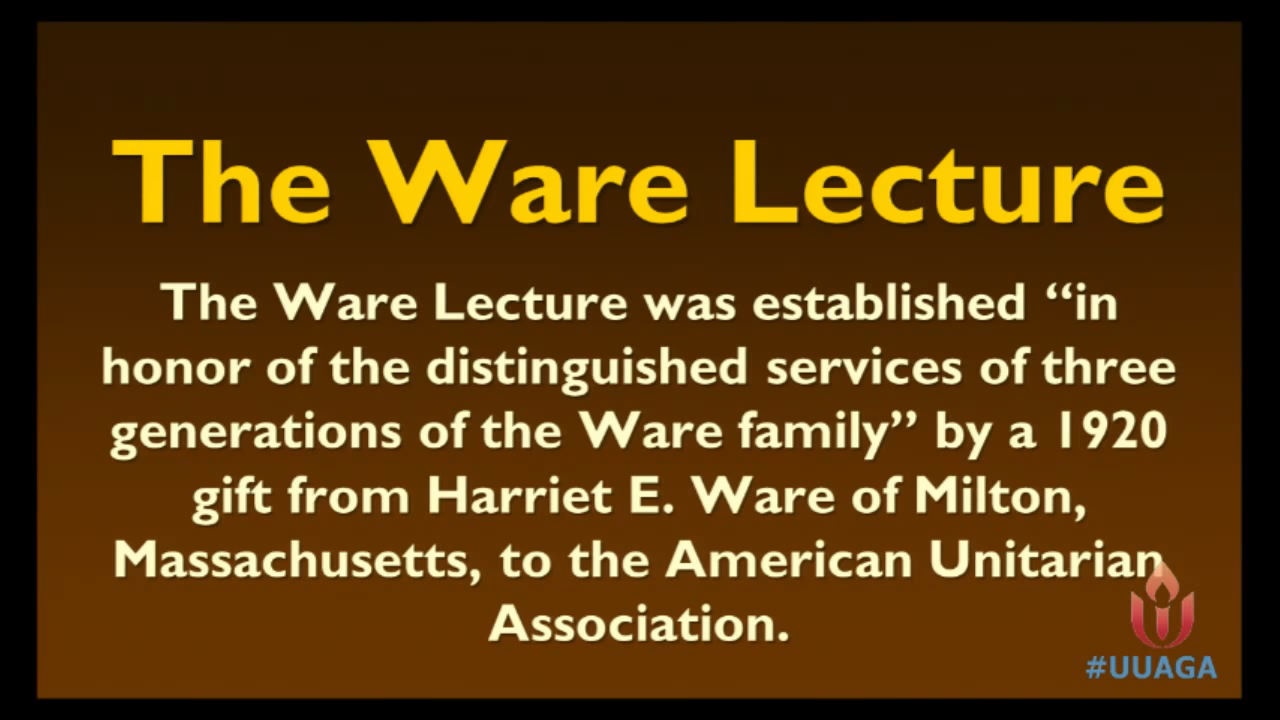 The Ware Lecture
The Ware Lecture was established “in
honor of the distinguished services of three
generations of the Ware family” by a 1920
gift from Harriet E. Ware of Milton,
Massachusetts, to the American Unitarian
Association.
#UUAGA